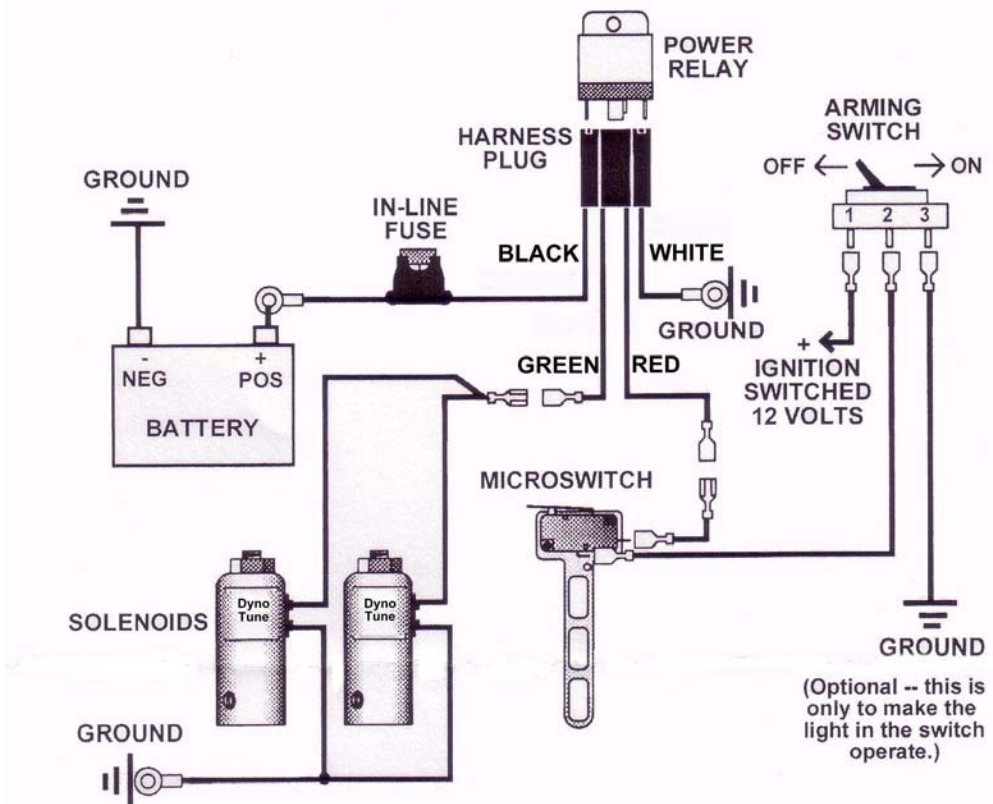 POWER
RELAY
ARMING
SWITCH
OFF
ON
HARNESS
PLUG
1 2 3
GROUND
IN-LINE
FUSE
BLACK
WHITE
GROUND
+
IGNITION
SWITCHED
12 VOLTS
- +
NEG POS
BATTERY
GREEN
RED
MICROSWITCH
SOLENOIDS
Dyno
Tune
Dyno
Tune
GROUND
(Optional -- this is
only to make the
light in the switch
operate.)
GROUND